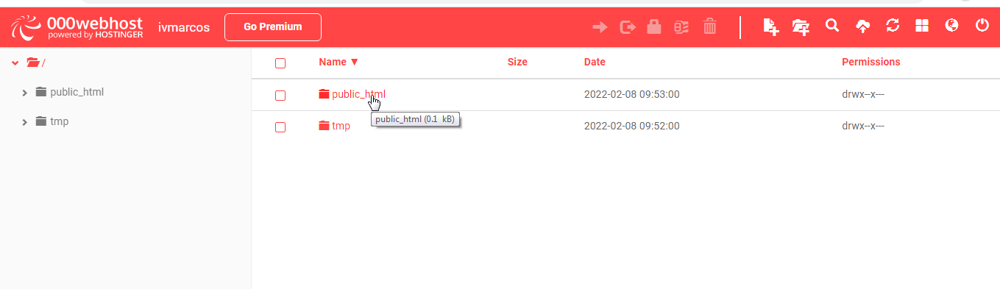 000webhost
powered by HOSTINGER
ivmarcos
Go Premium
/
public_html
tmp
Name ▼ Size Date Permissions
public_html 2022-02-08 09:53:00 drwx--x---
public_html (0.1 kB)
tmp 2022-02-08 09:52:00 drwx--x---